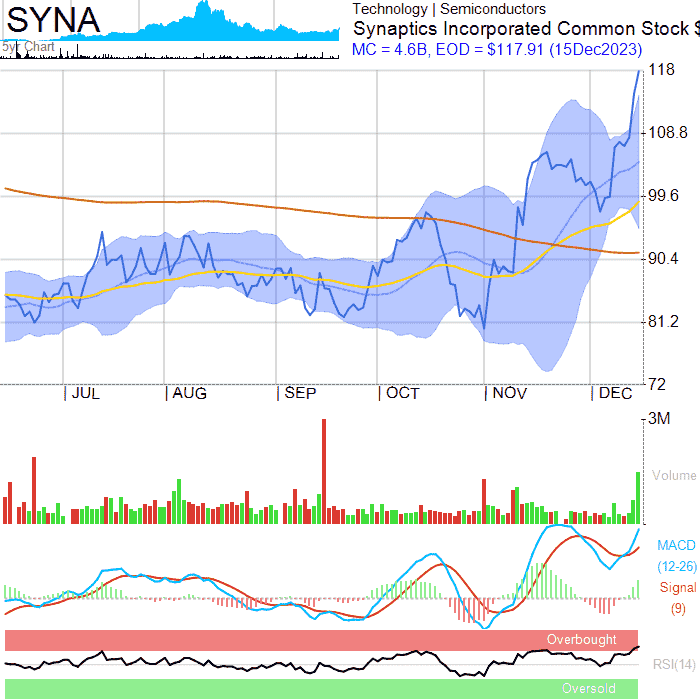 SYNA
5yr Chart
Technology | Semiconductors
Synaptics Incorporated Common Stock $
MC = 4.6B, EOD = $117.91 (15Dec2023)
118
108.8
99.6
90.4
81.2
72
JUL AUG SEP OCT NOV DEC
3M
Volume
MACD
(12-26)
Signal
(9)
Overbought
RSI(14)
Oversold